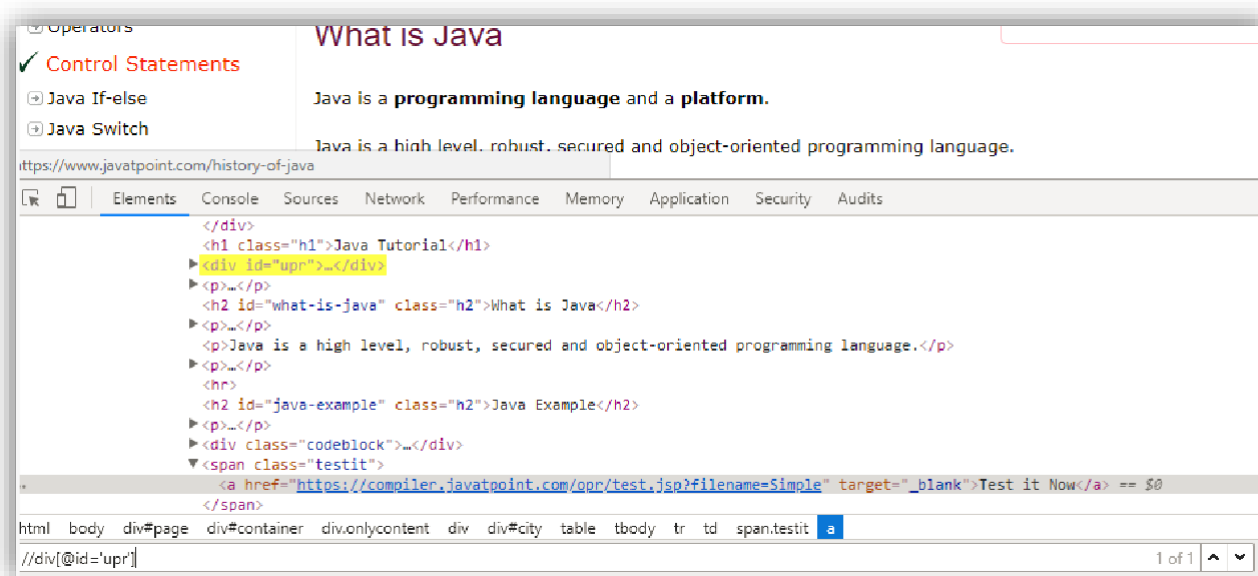 Operators
What is Java
✓ Control Statements
Java If-else
Java is a programming language and a platform.
Java Switch
Java is a high level, robust, secured and object-oriented programming language.
ttps://www.javatpoint.com/history-of-java
Elements Console Sources Network Performance Memory Application Security Audits
</div>
<h1 class="h1">Java Tutorial</h1>
▶<div id="upr">…</div>
▶<p>…</p>
<h2 id="what-is-java" class="h2">What is Java</h2>
▶<p>…</p>
<p>Java is a high level, robust, secured and object-oriented programming language.</p>
▶<p>…</p>
<hr>
<h2 id="java-example" class="h2">Java Example</h2>
▶<p>…</p>
▶<div class="codeblock">…</div>
▼<span class="testit">
<a href="https://compiler.javatpoint.com/opr/test.jsp?filename=Simple" target="_blank">Test it Now</a> == $0
</span>
html body div#page div#container div.onlycontent div div#city table tbody tr td span.testit a
//div[@id='upr'] 1 of 1